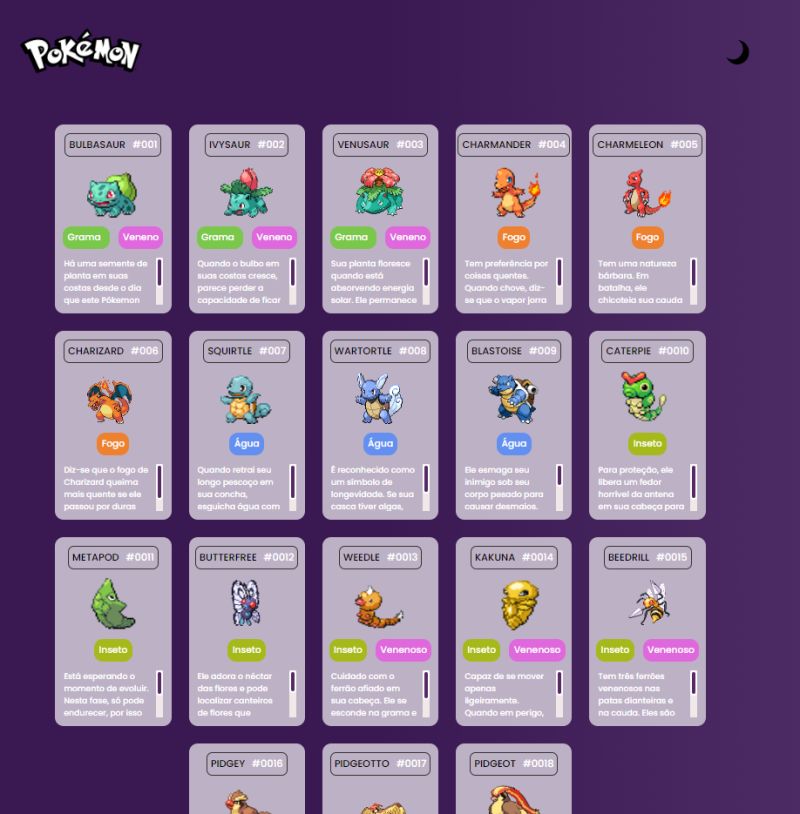 POKéMON
BULBASAUR #001
IVYSAUR #002
VENUSAUR #003
CHARMANDER #004
CHARMELEON #005
Grama Veneno
Grama Veneno
Grama Veneno
Fogo
Fogo
Há uma semente de
planta em suas
costas desde o dia
que este Pókemon
Quando o bulbo em
suas costas cresce,
parece perder a
capacidade de ficar
Sua planta floresce
quando está
absorvendo energia
solar. Ele permanece
Tem preferência por
coisas quentes.
Quando chove, diz-
se que o vapor jorra
Tem uma natureza
bárbara. Em
batalha, ele
chicoteia sua cauda
CHARIZARD #006
SQUIRTLE #007
WARTORTLE #008
BLASTOISE #009
CATERPIE #0010
Fogo
Água
Água
Água
Inseto
Diz-se que o fogo de
Charizard queima
mais quente se ele
passou por duras
Quando retrai seu
longo pescoço em
sua concha,
esguicha água com
É reconhecido como
um símbolo de
longevidade. Se sua
casca tiver algas,
Ele esmaga seu
inimigo sob seu
corpo pesado para
causar desmaios.
Para proteção, ele
libera um fedor
horrível da antena
em sua cabeça para
METAPOD #0011
BUTTERFREE #0012
WEEDLE #0013
KAKUNA #0014
BEEDRILL #0015
Inseto
Inseto
Inseto Venenoso
Inseto Venenoso
Inseto Venenoso
Está esperando o
momento de evoluir.
Nesta fase, só pode
endurecer, por isso
Ele adora o néctar
das flores e pode
localizar canteiros
de flores que
Cuidado com o
ferrão afiado em
sua cabeça. Ele se
esconde na grama e
Capaz de se mover
apenas
ligeiramente.
Quando em perigo,
Tem três ferrões
venenosos nas
patas dianteiras e
na cauda. Eles são
PIDGEY #0016
PIDGEOTTO #0017
PIDGEOT #0018